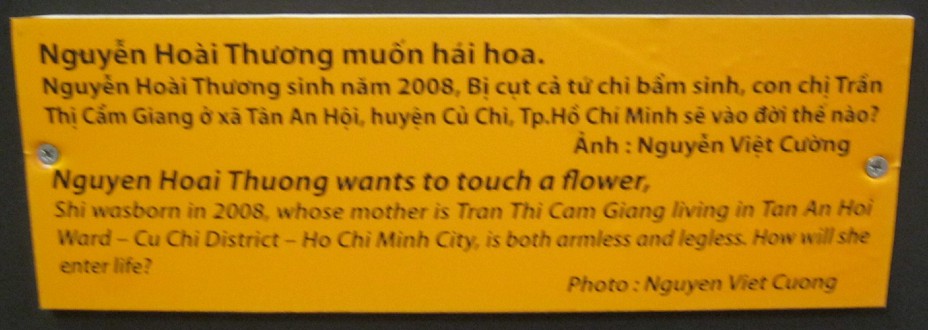 Nguyễn Hoài Thương muốn hái hoa.
Nguyễn Hoài Thương sinh năm 2008, Bị cụt cả tứ chi bẩm sinh, con chị Trần
Thị Cẩm Giang ở xã Tân An Hội, huyện Củ Chi, Tp.Hồ Chí Minh sẽ vào đời thế nào?
Ảnh : Nguyễn Việt Cường
Nguyen Hoai Thuong wants to touch a flower,
Shi wasborn in 2008, whose mother is Tran Thi Cam Giang living in Tan An Hoi
Ward – Cu Chi District – Ho Chi Minh City, is both armless and legless. How will she
enter life?
Photo : Nguyen Viet Cuong